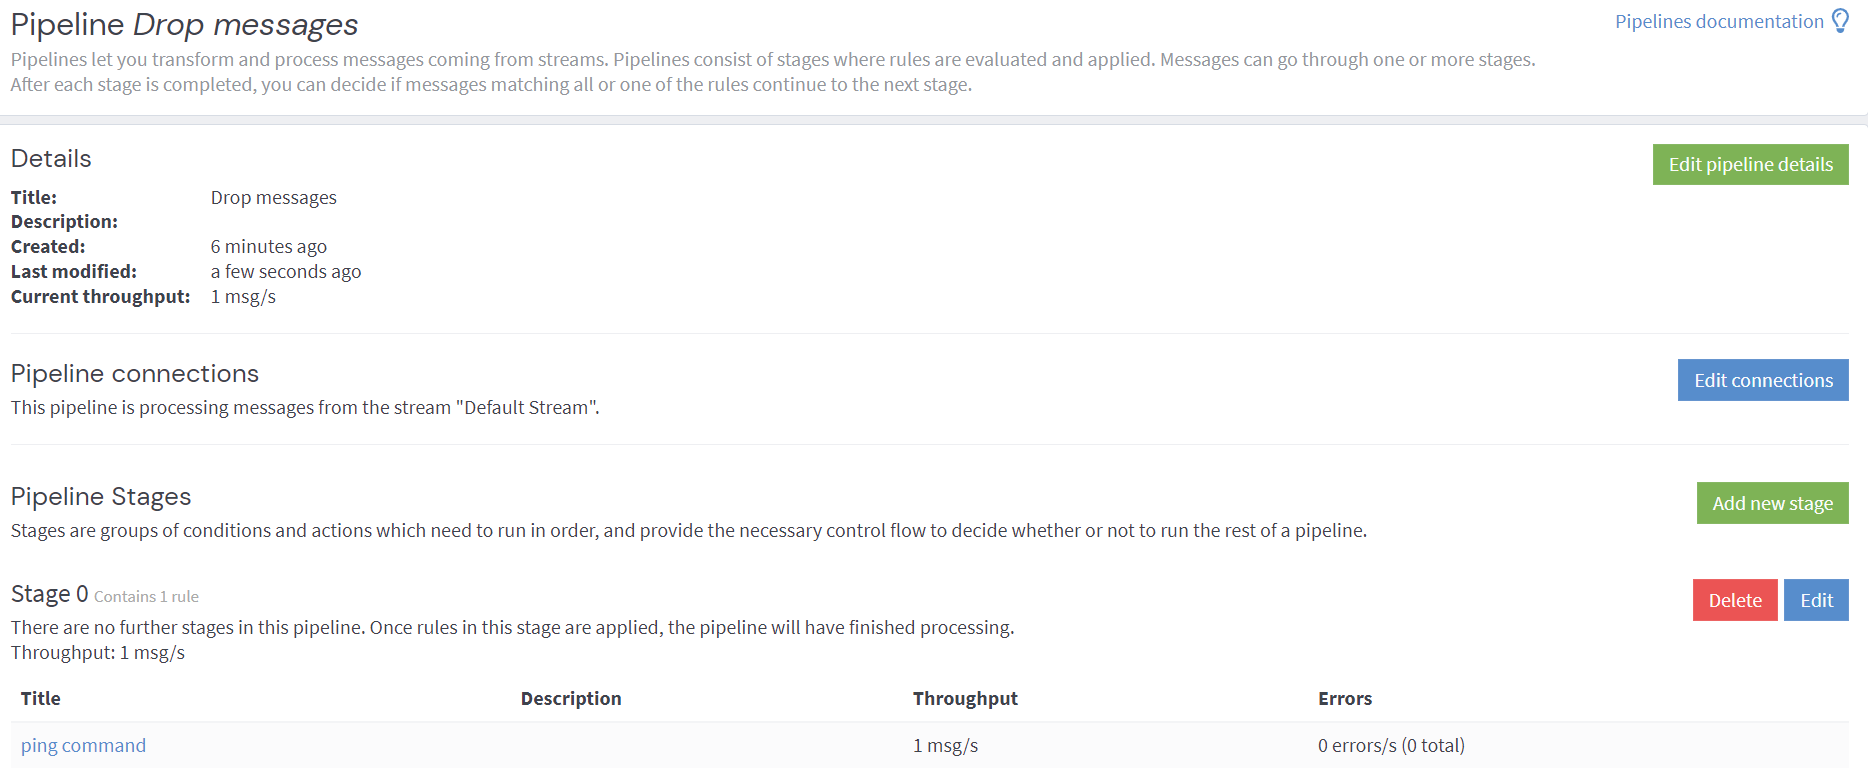 Pipeline Drop messages
Pipelines documentation
Pipelines let you transform and process messages coming from streams. Pipelines consist of stages where rules are evaluated and applied. Messages can go through one or more stages.
After each stage is completed, you can decide if messages matching all or one of the rules continue to the next stage.
Details
Edit pipeline details
Title: Drop messages
Description:
Created: 6 minutes ago
Last modified: a few seconds ago
Current throughput: 1 msg/s
Pipeline connections
Edit connections
This pipeline is processing messages from the stream "Default Stream".
Pipeline Stages
Add new stage
Stages are groups of conditions and actions which need to run in order, and provide the necessary control flow to decide whether or not to run the rest of a pipeline.
Stage 0 Contains 1 rule
Delete Edit
There are no further stages in this pipeline. Once rules in this stage are applied, the pipeline will have finished processing.
Throughput: 1 msg/s
Title Description Throughput Errors
ping command 1 msg/s 0 errors/s (0 total)